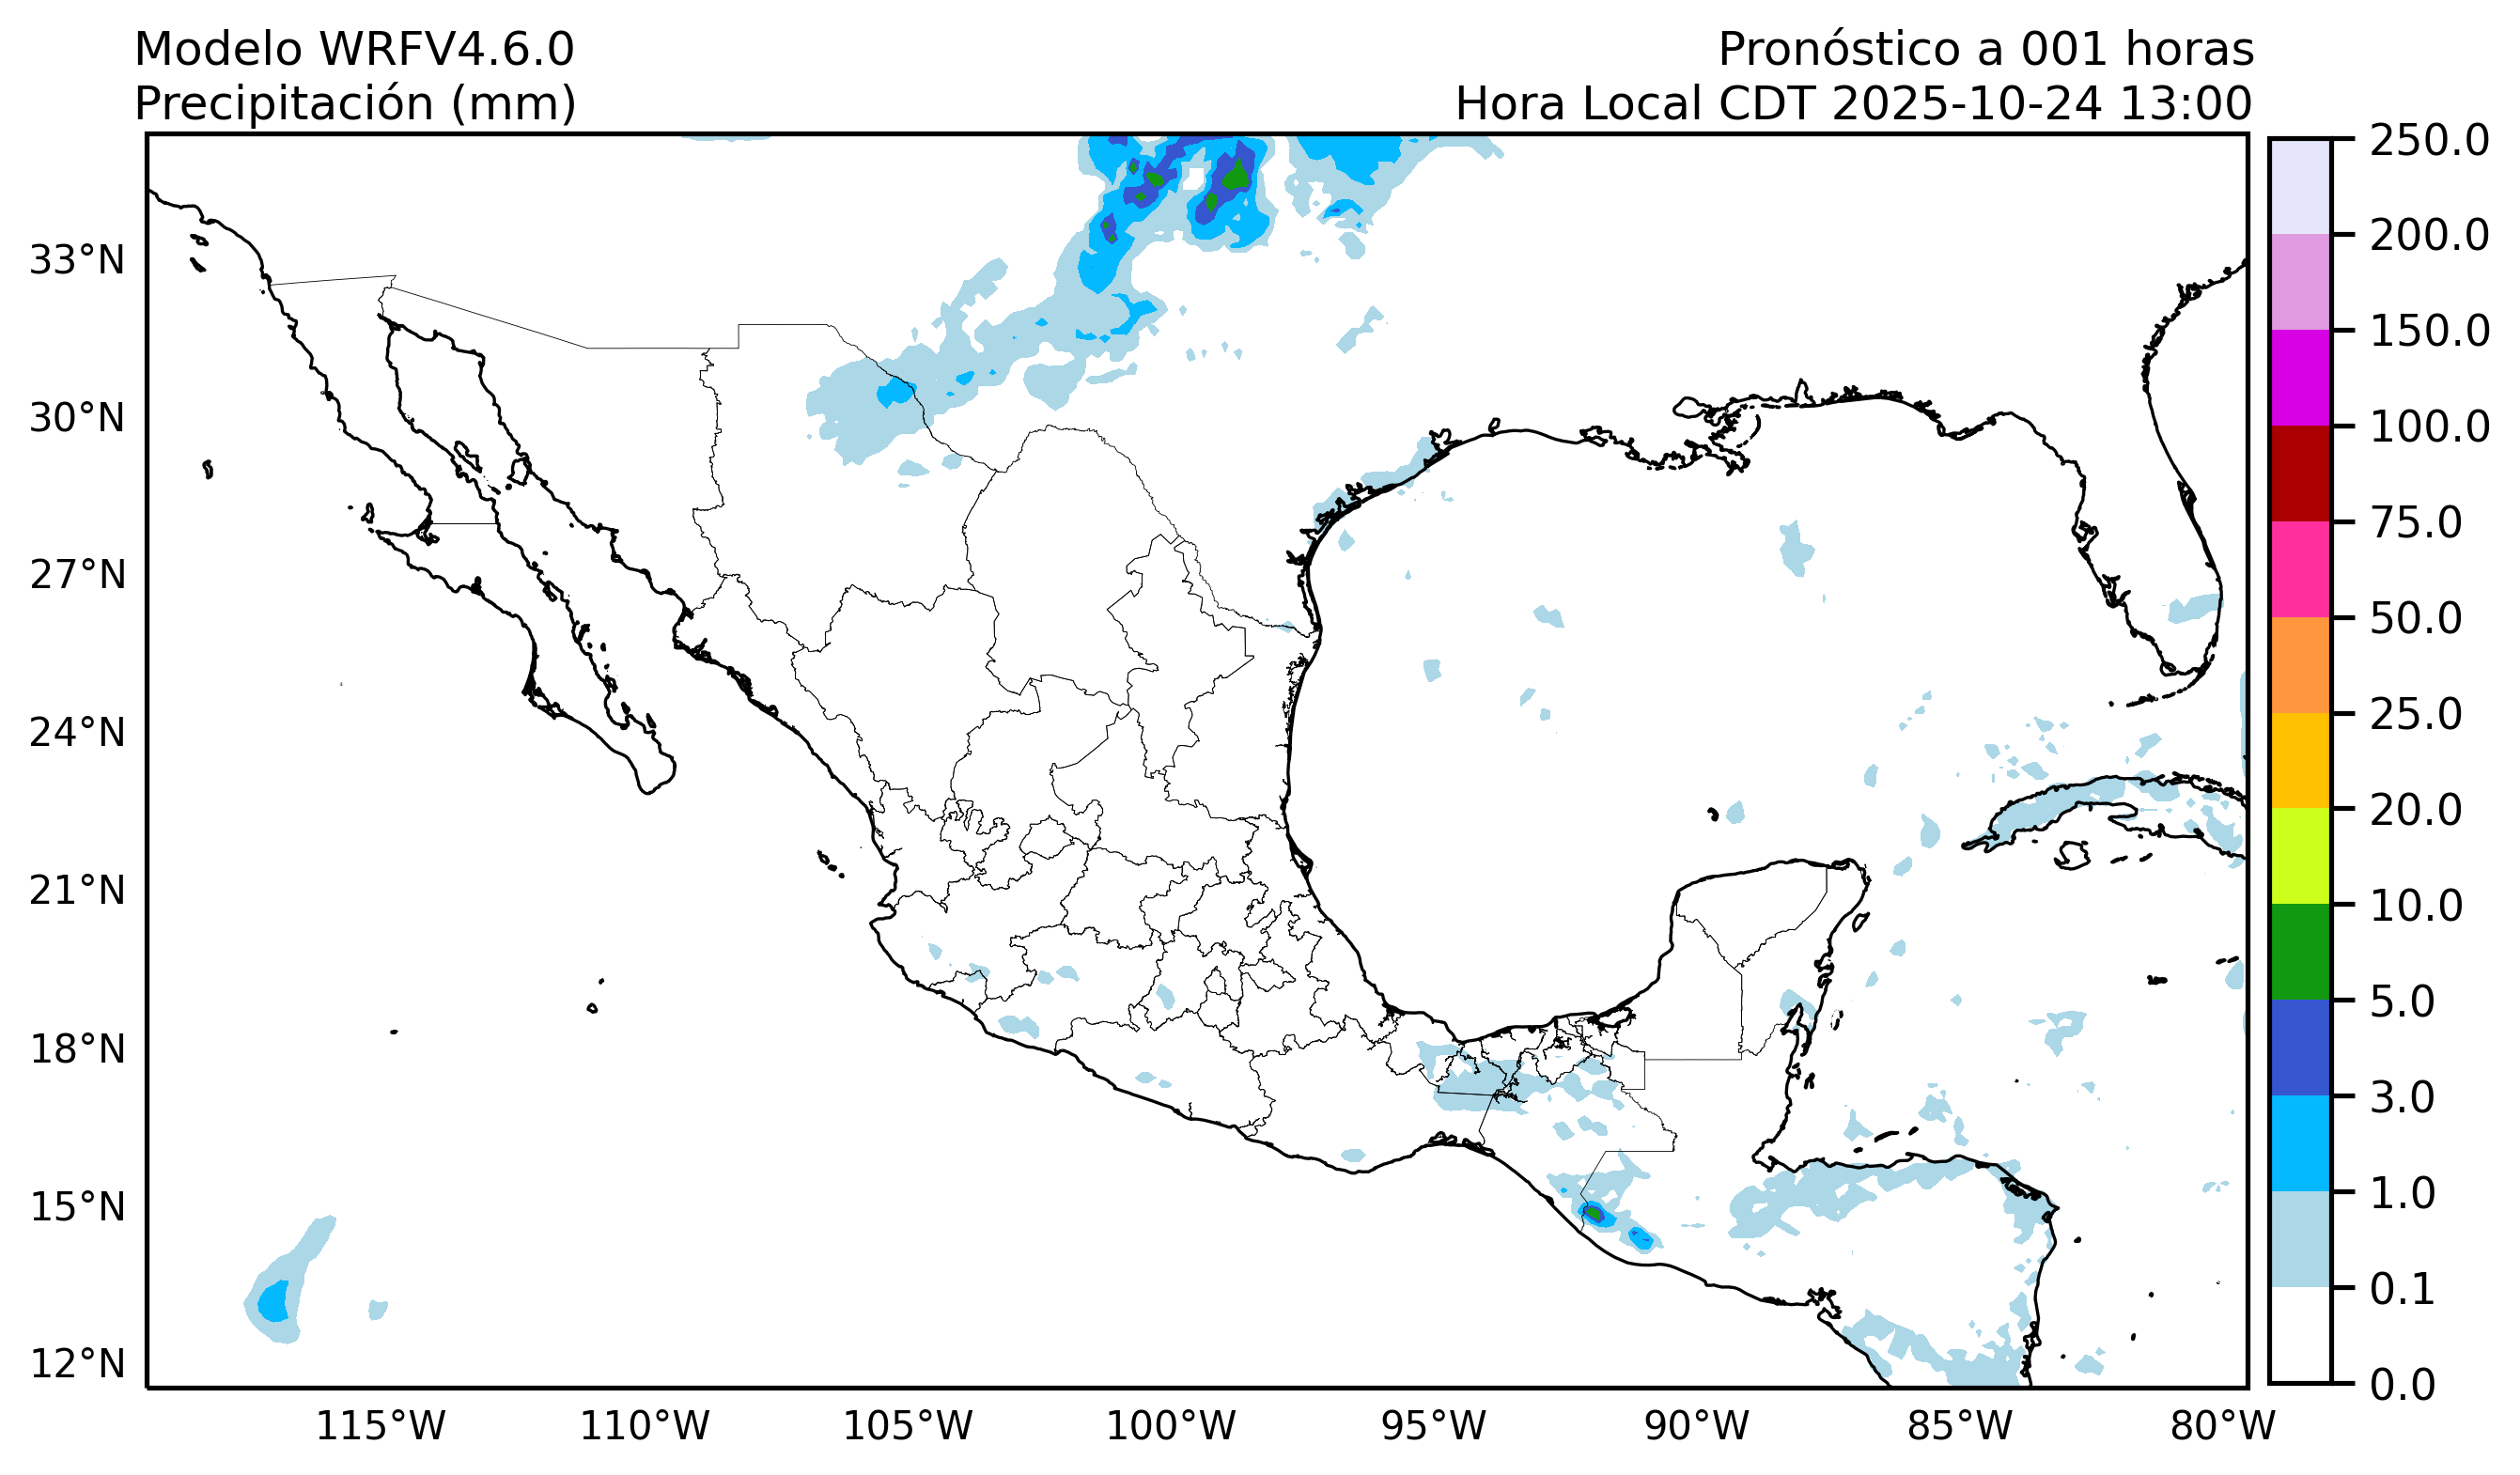 Modelo WRFV4.6.0
Precipitación (mm)
Pronóstico a 001 horas
Hora Local CDT 2025-10-24 13:00
33°N
30°N
27°N
24°N
21°N
18°N
15°N
12°N
115°W
110°W
105°W
100°W
95°W
90°W
85°W
80°W
250.0
200.0
150.0
100.0
75.0
50.0
25.0
20.0
10.0
5.0
3.0
1.0
0.1
0.0